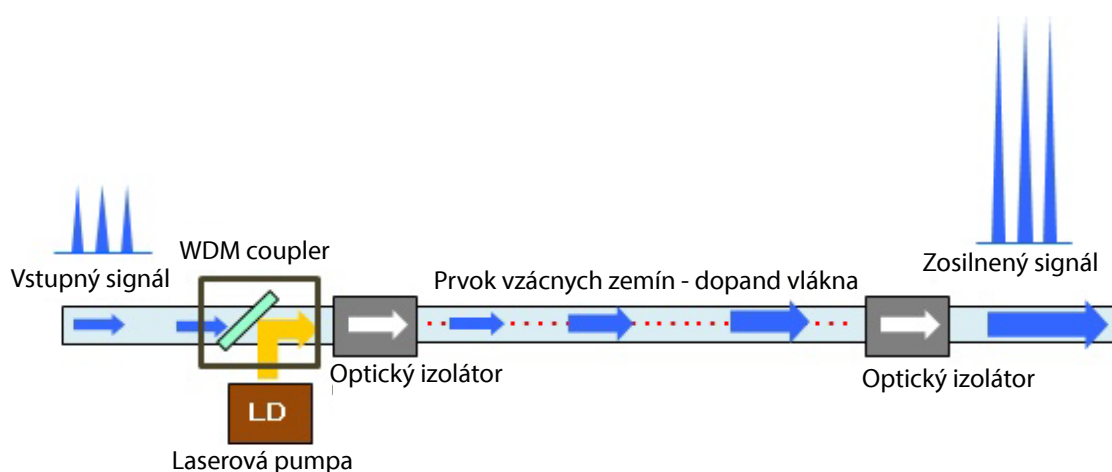 Vstupný signál
WDM coupler
LD
Laserová pumpa
Optický izolátor
Prvok vzácnych zemín - dopand vlákna
Optický izolátor
Zosilnený signál